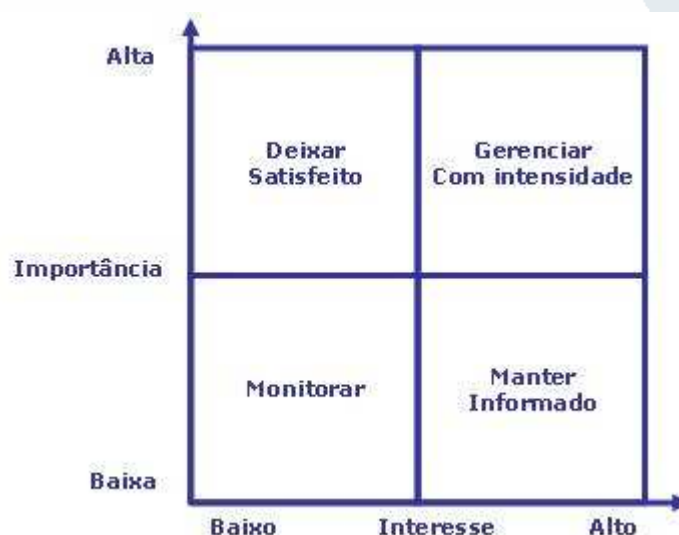 Alta
Deixar
Satisfeito
Gerenciar
Com intensidade
Importância
Monitorar
Manter
Informado
Baixa
Baixo
Interesse
Alto